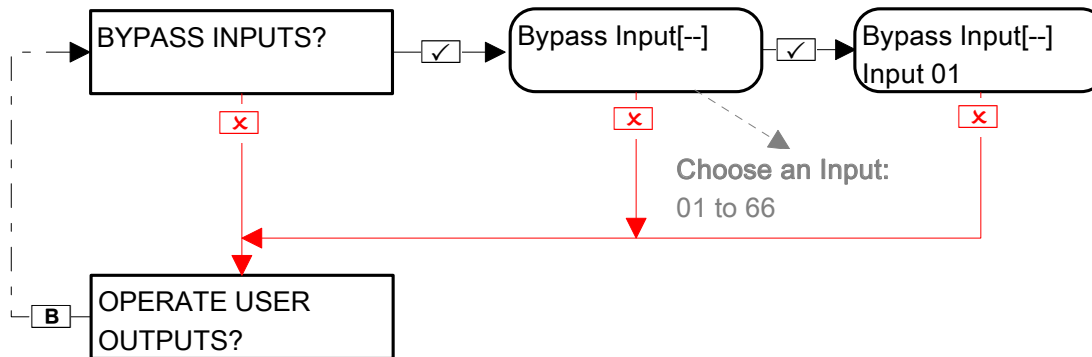 BYPASS INPUTS?
Bypass Input[--]
Bypass Input[--]
Input 01
Choose an Input:
01 to 66
OPERATE USER
OUTPUTS?
B